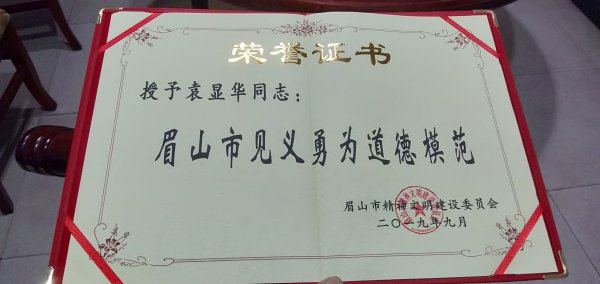 荣誉证书
授予袁显华同志：
眉山市见义勇为道德模范
眉山市精神文明建设委员会
二〇一九年九月